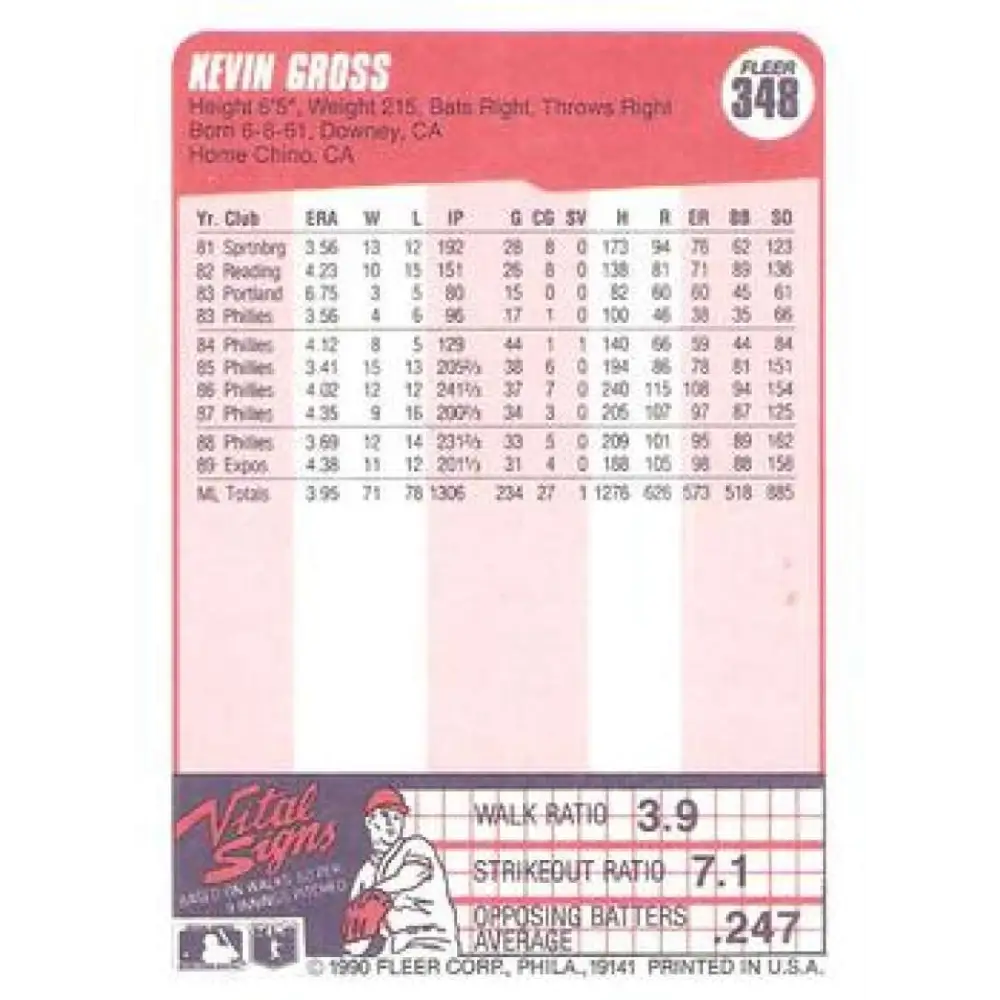 KEVIN GROSS
FLEER
348
Height 6'5", Weight 215, Bats Right, Throws Right
Born 6-8-61, Downey, CA
Home Chino, CA
Yr. Club ERA W L IP G CG SV H R ER BB SO
81 Sprtnbrg 3.56 13 12 192 28 8 0 173 94 76 62 123
82 Reading 4.23 10 15 151 26 8 0 138 81 71 89 136
83 Portland 6.75 3 5 80 15 0 0 82 60 60 45 61
83 Phillies 3.56 4 6 96 17 1 0 100 46 38 35 66
84 Phillies 4.12 8 5 129 44 1 1 140 66 59 44 84
85 Phillies 3.41 15 13 205⅔ 38 6 0 194 86 78 81 151
86 Phillies 4.02 12 12 241⅔ 37 7 0 240 115 108 94 154
87 Phillies 4.35 9 16 200⅔ 34 3 0 205 107 97 87 125
88 Phillies 3.69 12 14 231⅔ 33 5 0 209 101 95 89 162
89 Expos 4.38 11 12 201⅓ 31 4 0 188 105 98 88 158
ML Totals 3.95 71 78 1306 234 27 1 1276 626 573 518 885
Vital
Signs
BASED ON WALKS, SO PER
9 INNINGS PITCHED
WALK RATIO 3.9
STRIKEOUT RATIO 7.1
OPPOSING BATTERS
AVERAGE .247
© 1990 FLEER CORP., PHILA., 19141 PRINTED IN U.S.A.